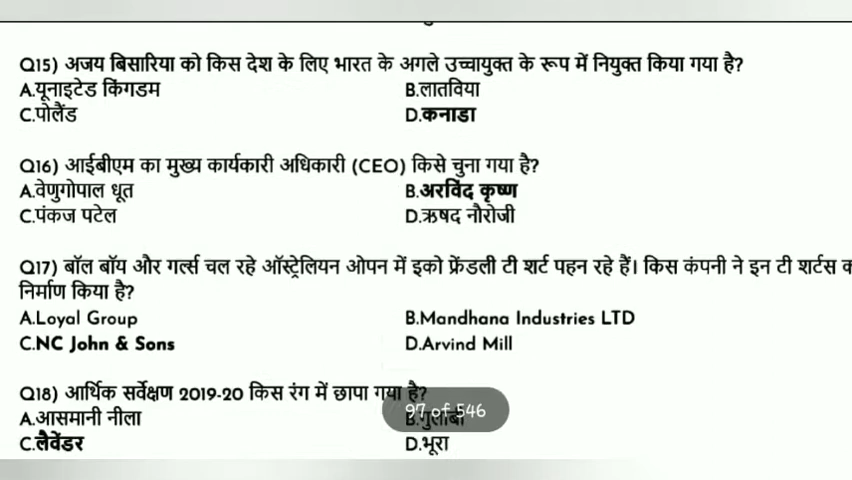 Q15) अजय बिसारिया को किस देश के लिए भारत के अगले उच्चायुक्त के रूप में नियुक्त किया गया है?
A.यूनाइटेड किंगडम B.लातविया
C.पोलैंड D.कनाडा
Q16) आईबीएम का मुख्य कार्यकारी अधिकारी (CEO) किसे चुना गया है?
A.वेणुगोपाल धूत B.अरविंद कृष्ण
C.पंकज पटेल D.ऋषद नौरोजी
Q17) बॉल बॉय और गर्ल्स चल रहे ऑस्ट्रेलियन ओपन में इको फ्रेंडली टी शर्ट पहन रहे हैं। किस कंपनी ने इन टी शर्टस
निर्माण किया है?
A.Loyal Group B.Mandhana Industries LTD
C.NC John & Sons D.Arvind Mill
Q18) आर्थिक सर्वेक्षण 2019-20 किस रंग में छापा गया है?
A.आसमानी नीला B.गुलाबी
97 of 546
C.लैवेंडर D.भूरा